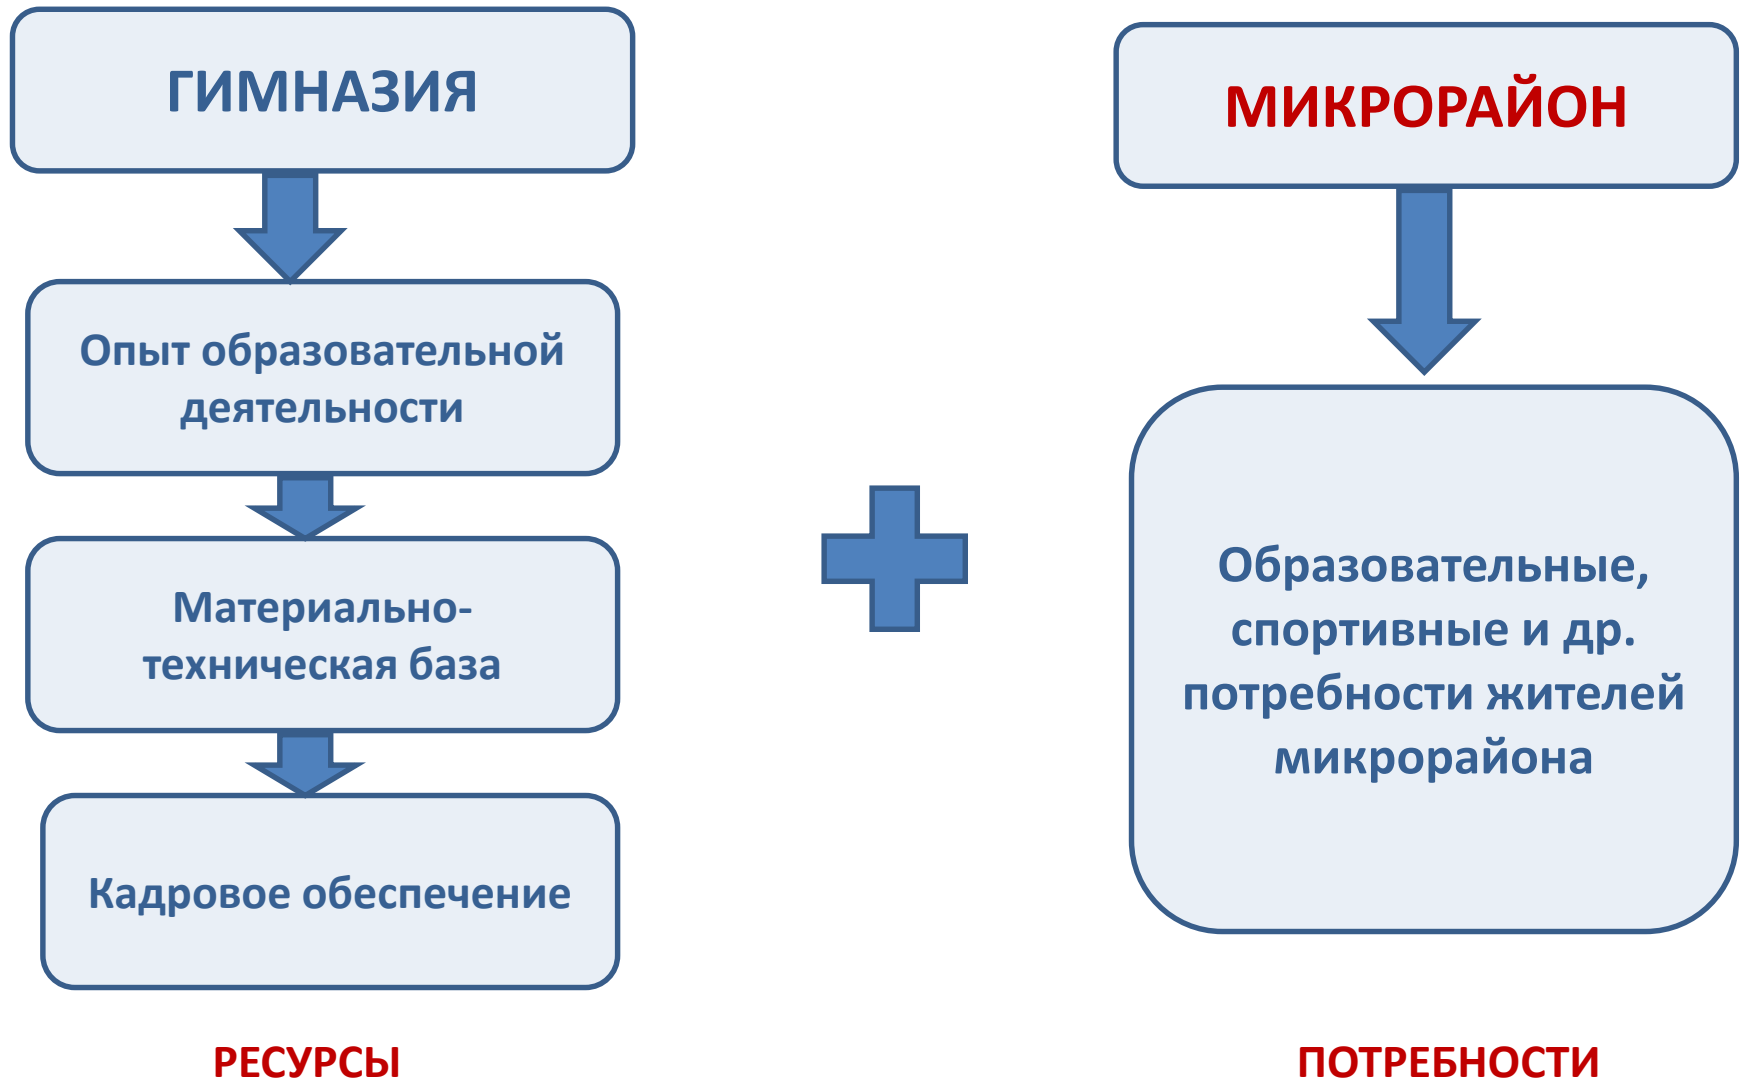 ГИМНАЗИЯ
Опыт образовательной
деятельности
Материально-
техническая база
Кадровое обеспечение
РЕСУРСЫ
МИКРОРАЙОН
Образовательные,
спортивные и др.
потребности жителей
микрорайона
ПОТРЕБНОСТИ